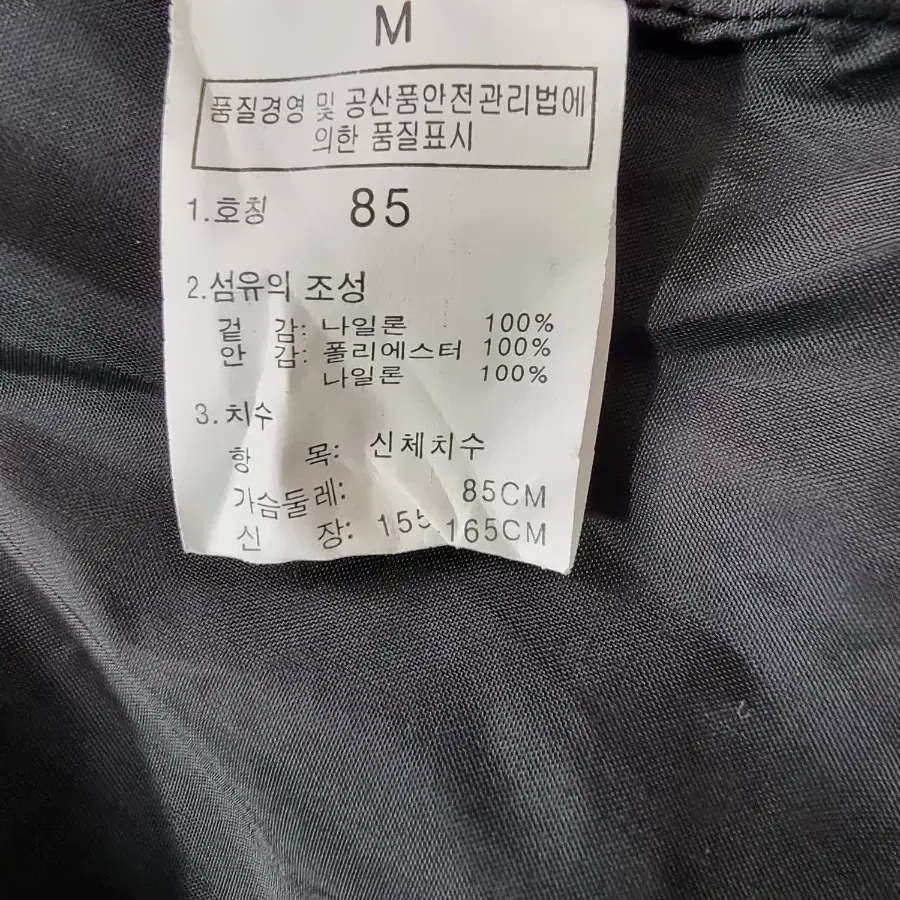 M
품질경영 및 공산품안전관리법에
의한 품질표시
1.호칭 85
2.섬유의 조성
겉 감: 나일론 100%
안 감: 폴리에스터 100%
나일론 100%
3.치수
항 목: 신체치수
가슴둘레: 85CM
신 장: 155 165CM